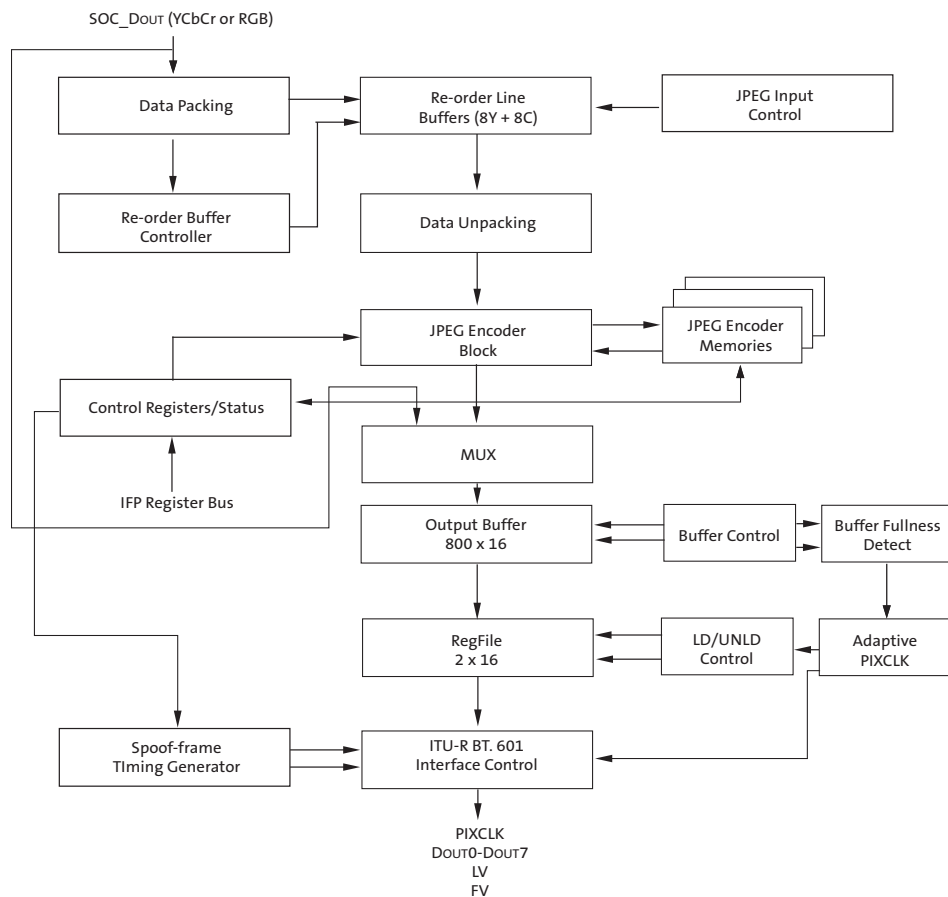 SOC_DOUT (YCbCr or RGB)
Data Packing
Re-order Line
Buffers (8Y + 8C)
JPEG Input
Control
Re-order Buffer
Controller
Data Unpacking
JPEG Encoder
Block
JPEG Encoder
Memories
Control Registers/Status
MUX
IFP Register Bus
Output Buffer
800 x 16
Buffer Control
Buffer Fullness
Detect
RegFile
2 x 16
LD/UNLD
Control
Adaptive
PIXCLK
Spoof-frame
TIming Generator
ITU-R BT. 601
Interface Control
PIXCLK
DOUT0-DOUT7
LV
FV